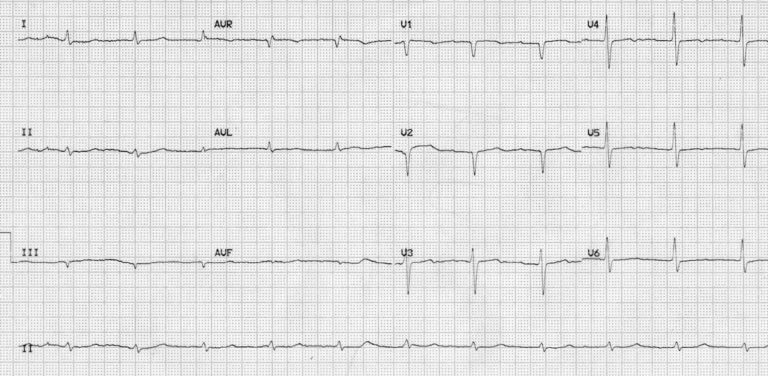 I AVR V1 V4
II AVL V2 V5
III AVF V3 V6
II